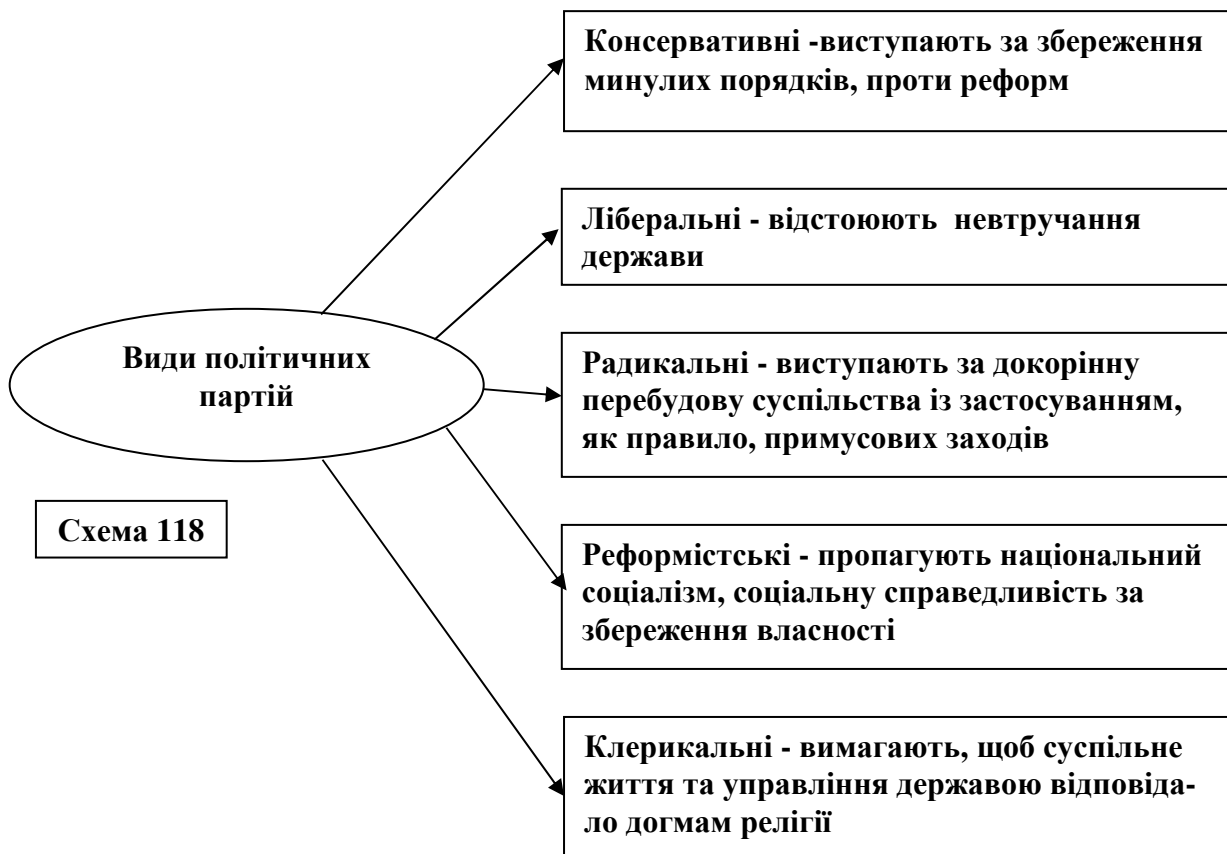 Консервативні -виступають за збереження
минулих порядків, проти реформ
Ліберальні - відстоюють  невтручання
держави
Види політичних
партій
Радикальні - виступають за докорінну
перебудову суспільства із застосуванням,
як правило, примусових заходів
Схема 118
Реформістські - пропагують національний
соціалізм, соціальну справедливість за
збереження власності
Клерикальні - вимагають, щоб суспільне
життя та управління державою відповіда-
ло догмам релігії